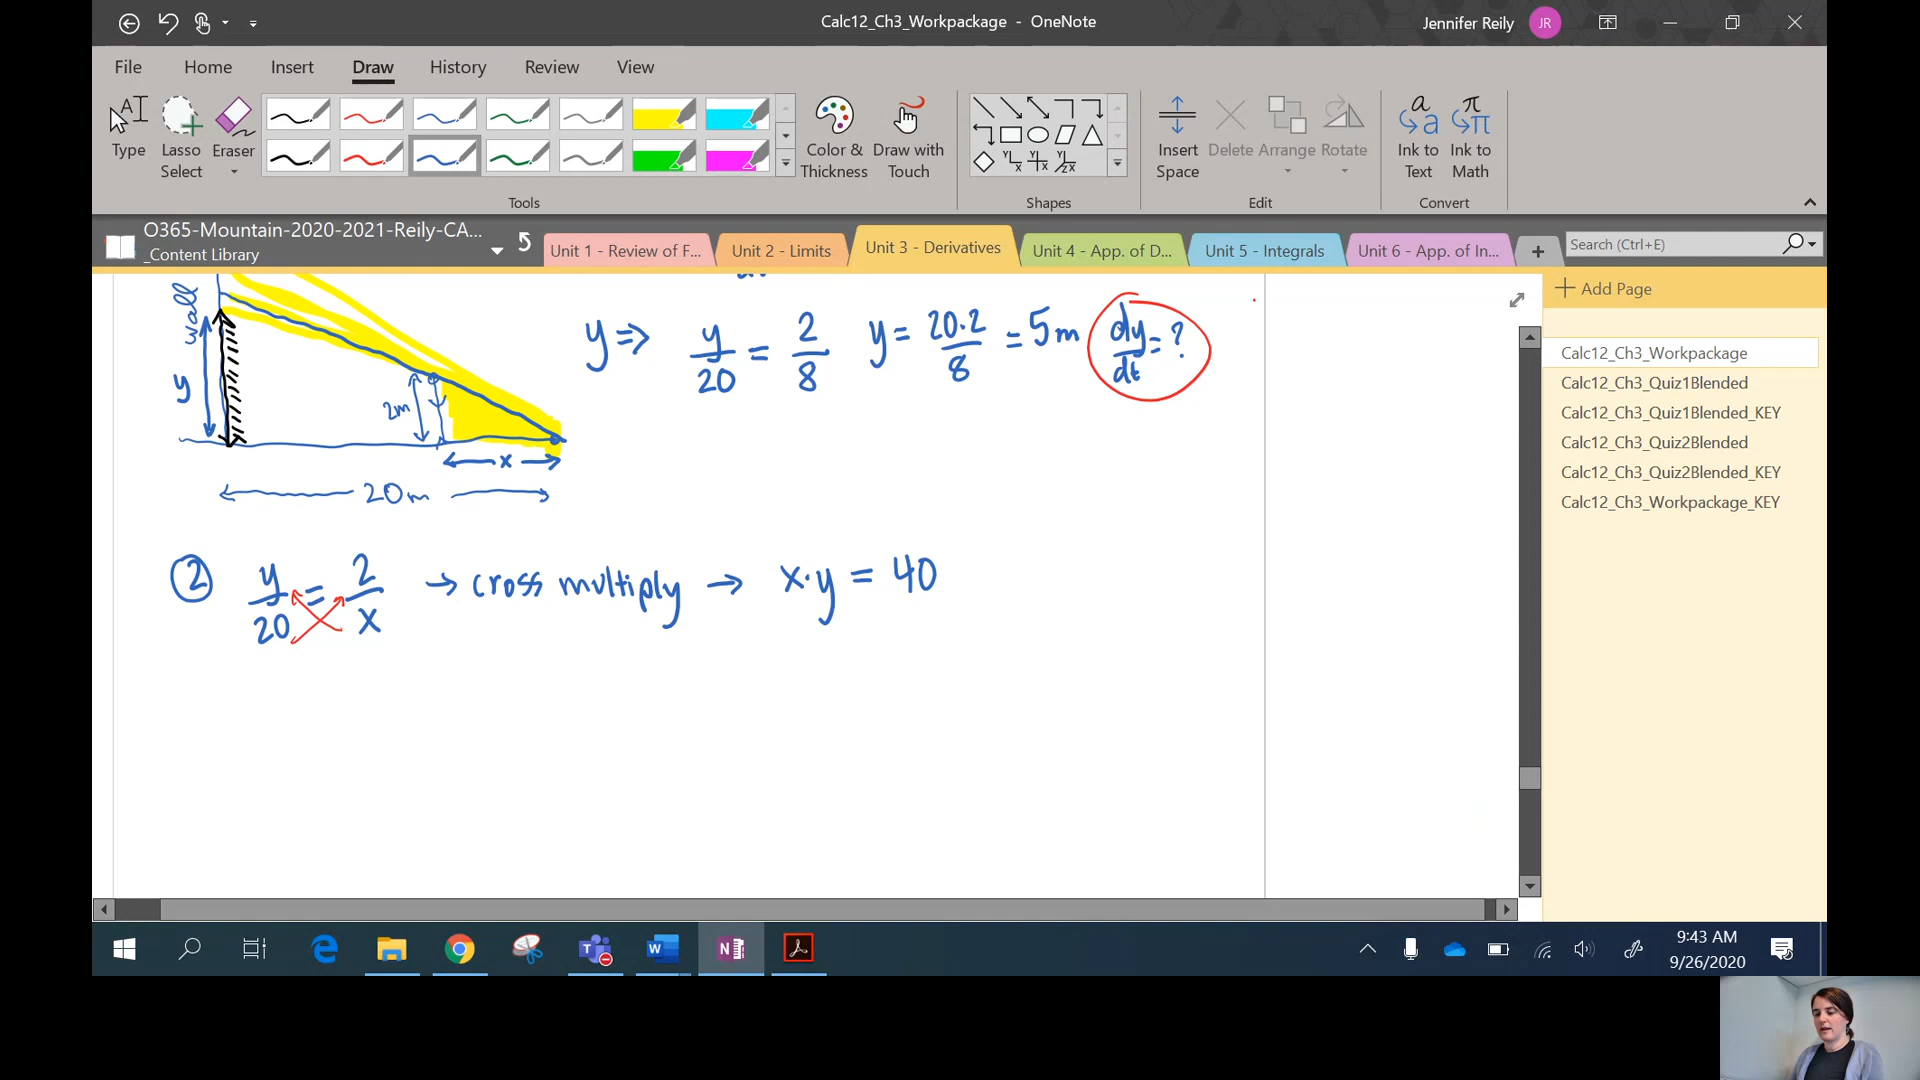 Calc12_Ch3_Workpackage - OneNote
Jennifer Reily JR
File Home Insert Draw History Review View
Type
Lasso Select
Eraser
Color & Thickness
Draw with Touch
Insert Space
Delete
Arrange
Rotate
Ink to Text
Ink to Math
Tools
Shapes
Edit
Convert
O365-Mountain-2020-2021-Reily-CA...
_Content Library
Unit 1 - Review of F...
Unit 2 - Limits
Unit 3 - Derivatives
Unit 4 - App. of D...
Unit 5 - Integrals
Unit 6 - App. of In...
Search (Ctrl+E)
Add Page
Calc12_Ch3_Workpackage
Calc12_Ch3_Quiz1Blended
Calc12_Ch3_Quiz1Blended_KEY
Calc12_Ch3_Quiz2Blended
Calc12_Ch3_Quiz2Blended_KEY
Calc12_Ch3_Workpackage_KEY
wall
y
2m
x
20m
y ⇒ y/20 = 2/8 y = 20·2/8 = 5m dy/dt = ?
② y/20 = 2/x → cross multiply → x·y = 40
9:43 AM
9/26/2020